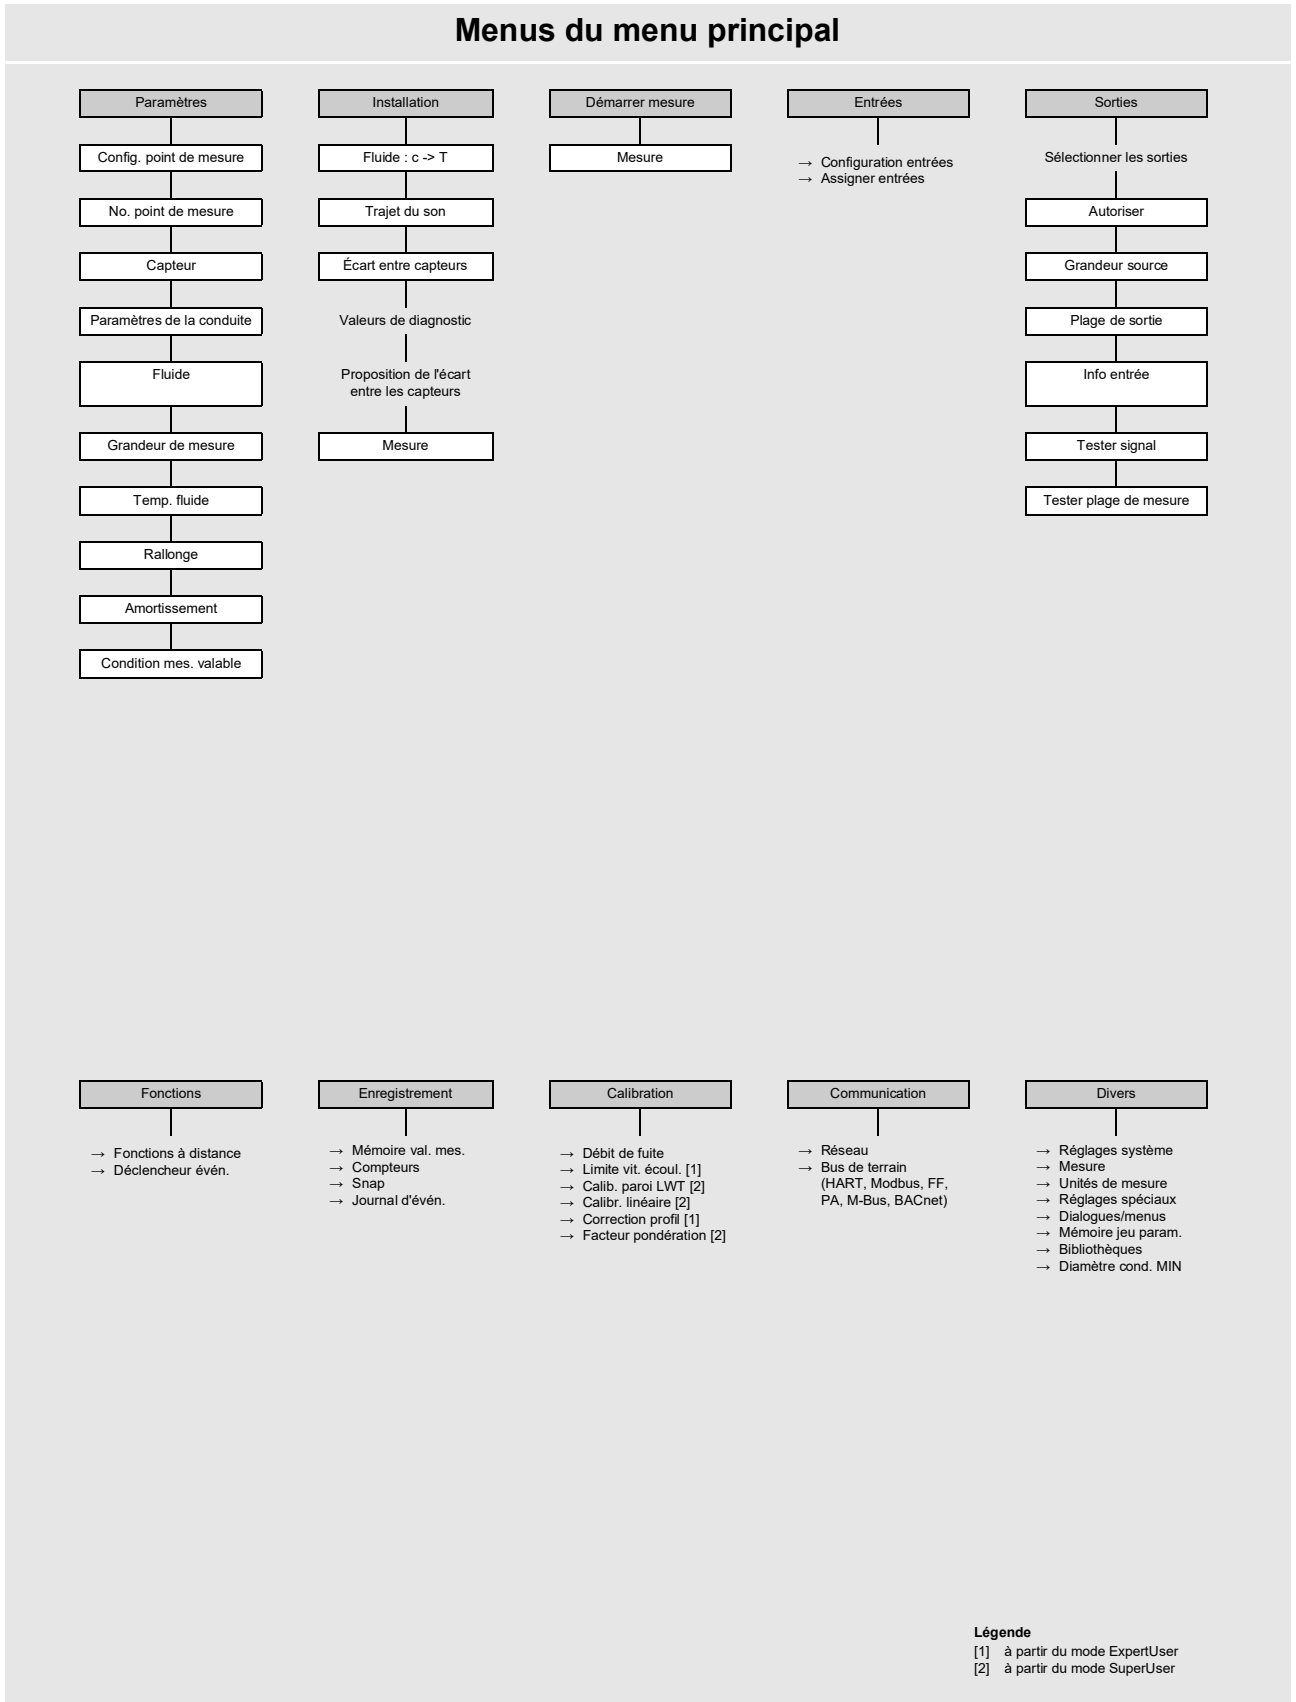 Menus du menu principal
Paramètres
Config. point de mesure
No. point de mesure
Capteur
Paramètres de la conduite
Fluide
Grandeur de mesure
Temp. fluide
Rallonge
Amortissement
Condition mes. valable
Installation
Fluide : c -> T
Trajet du son
Écart entre capteurs
Valeurs de diagnostic
Proposition de l'écart
entre les capteurs
Mesure
Démarrer mesure
Mesure
Entrées
→ Configuration entrées
→ Assigner entrées
Sorties
Sélectionner les sorties
Autoriser
Grandeur source
Plage de sortie
Info entrée
Tester signal
Tester plage de mesure
Fonctions
→ Fonctions à distance
→ Déclencheur évén.
Enregistrement
→ Mémoire val. mes.
→ Compteurs
→ Snap
→ Journal d'évén.
Calibration
→ Débit de fuite
→ Limite vit. écoul. [1]
→ Calib. paroi LWT [2]
→ Calibr. linéaire [2]
→ Correction profil [1]
→ Facteur pondération [2]
Communication
→ Réseau
→ Bus de terrain
(HART, Modbus, FF,
PA, M-Bus, BACnet)
Divers
→ Réglages système
→ Mesure
→ Unités de mesure
→ Réglages spéciaux
→ Dialogues/menus
→ Mémoire jeu param.
→ Bibliothèques
→ Diamètre cond. MIN
Légende
[1] à partir du mode ExpertUser
[2] à partir du mode SuperUser